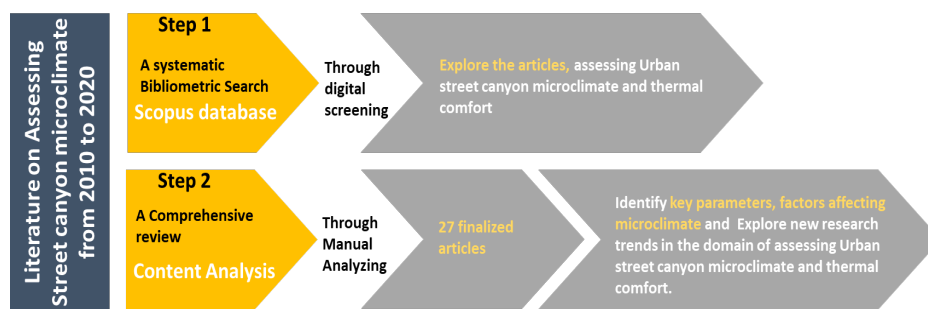 Literature on Assessing
Street canyon microclimate
from 2010 to 2020
Step 1
A systematic
Bibliometric Search
Scopus database
Through
digital
screening
Explore the articles, assessing Urban
street canyon microclimate and thermal
comfort
Step 2
A Comprehensive
review
Content Analysis
Through
Manual
Analyzing
27 finalized
articles
Identify key parameters, factors affecting
microclimate and Explore new research
trends in the domain of assessing Urban
street canyon microclimate and thermal
comfort.